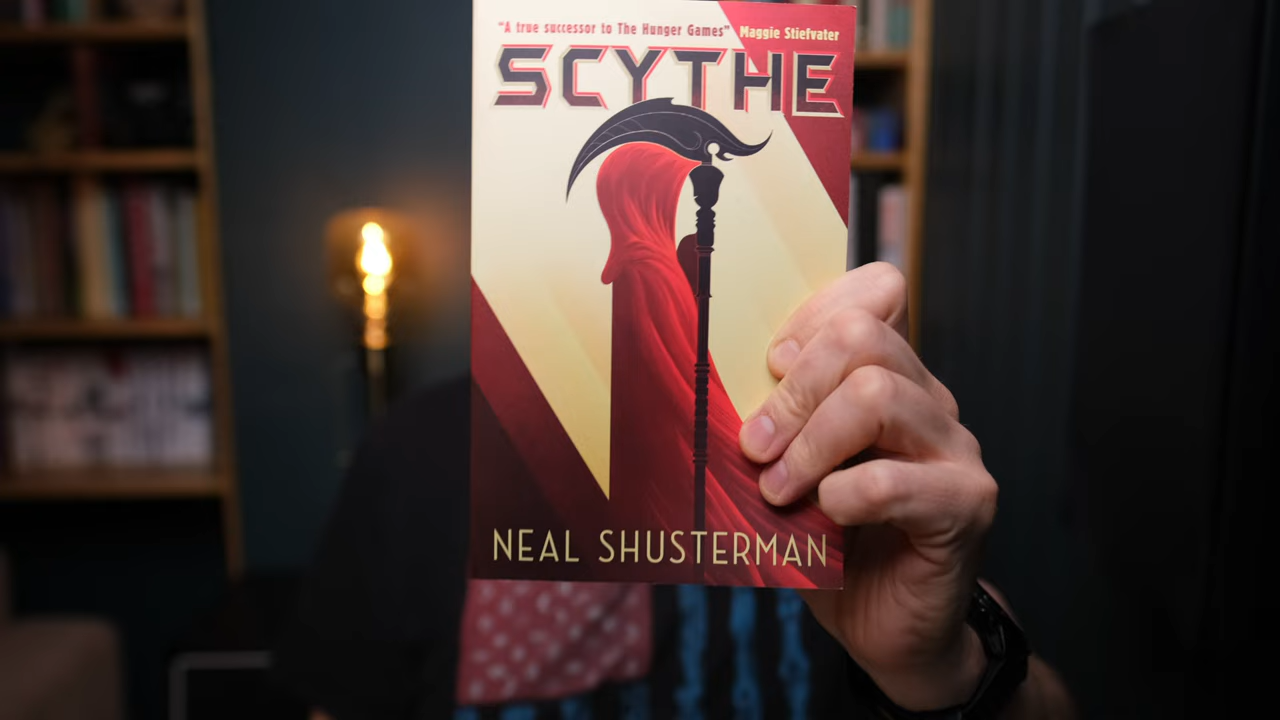 "A true successor to The Hunger Games" Maggie Stiefvater
SCYTHE
NEAL SHUSTERMAN